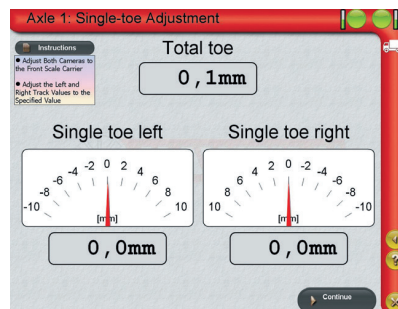 Axle 1: Single-toe Adjustment
Instructions
● Adjust Both Cameras to
the Front Scale Carrier
● Adjust the Left and
Right Track Values to the
Specified Value
Total toe
0,1mm
Single toe left
Single toe right
-10 -8 -6 -4 -2 0 2 4 6 8 10
[mm]
10 8 6 4 2 0 -2 -4 -6 -8 -10
[mm]
0,0mm
0,0mm
Continue
?